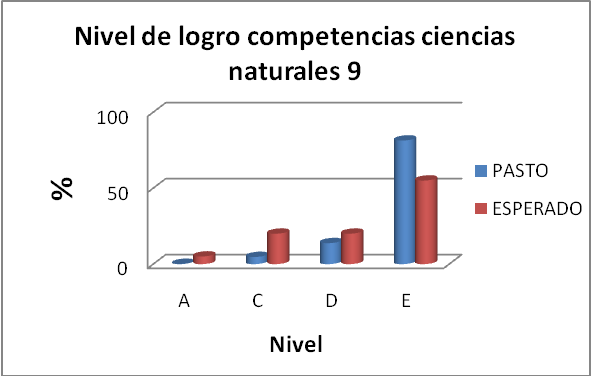 Nivel de logro competencias ciencias
naturales 9
%
100
50
0
A C D E
Nivel
PASTO
ESPERADO